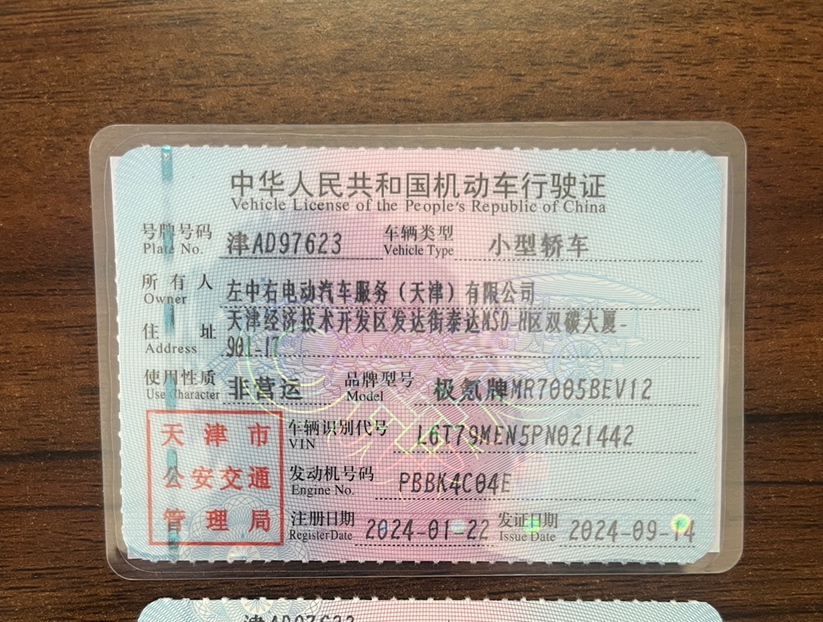 中华人民共和国机动车行驶证
Vehicle License of the People's Republic of China
号牌号码 津AD97623 车辆类型 小型轿车
Plate No. Vehicle Type
所有人 左中右电动汽车服务（天津）有限公司
Owner
住址 天津经济技术开发区发达街泰达MSD-H区双碳大厦-
Address 901-17
使用性质 非营运 品牌型号 极氪牌MR7005BEV12
Use Character Model
天津市
公安交通
管理局
车辆识别代号 L6T79MEN5PN021442
VIN
发动机号码 PBBK4C04E
Engine No.
注册日期 2024-01-22 发证日期 2024-09-14
Register Date Issue Date
津AD97623